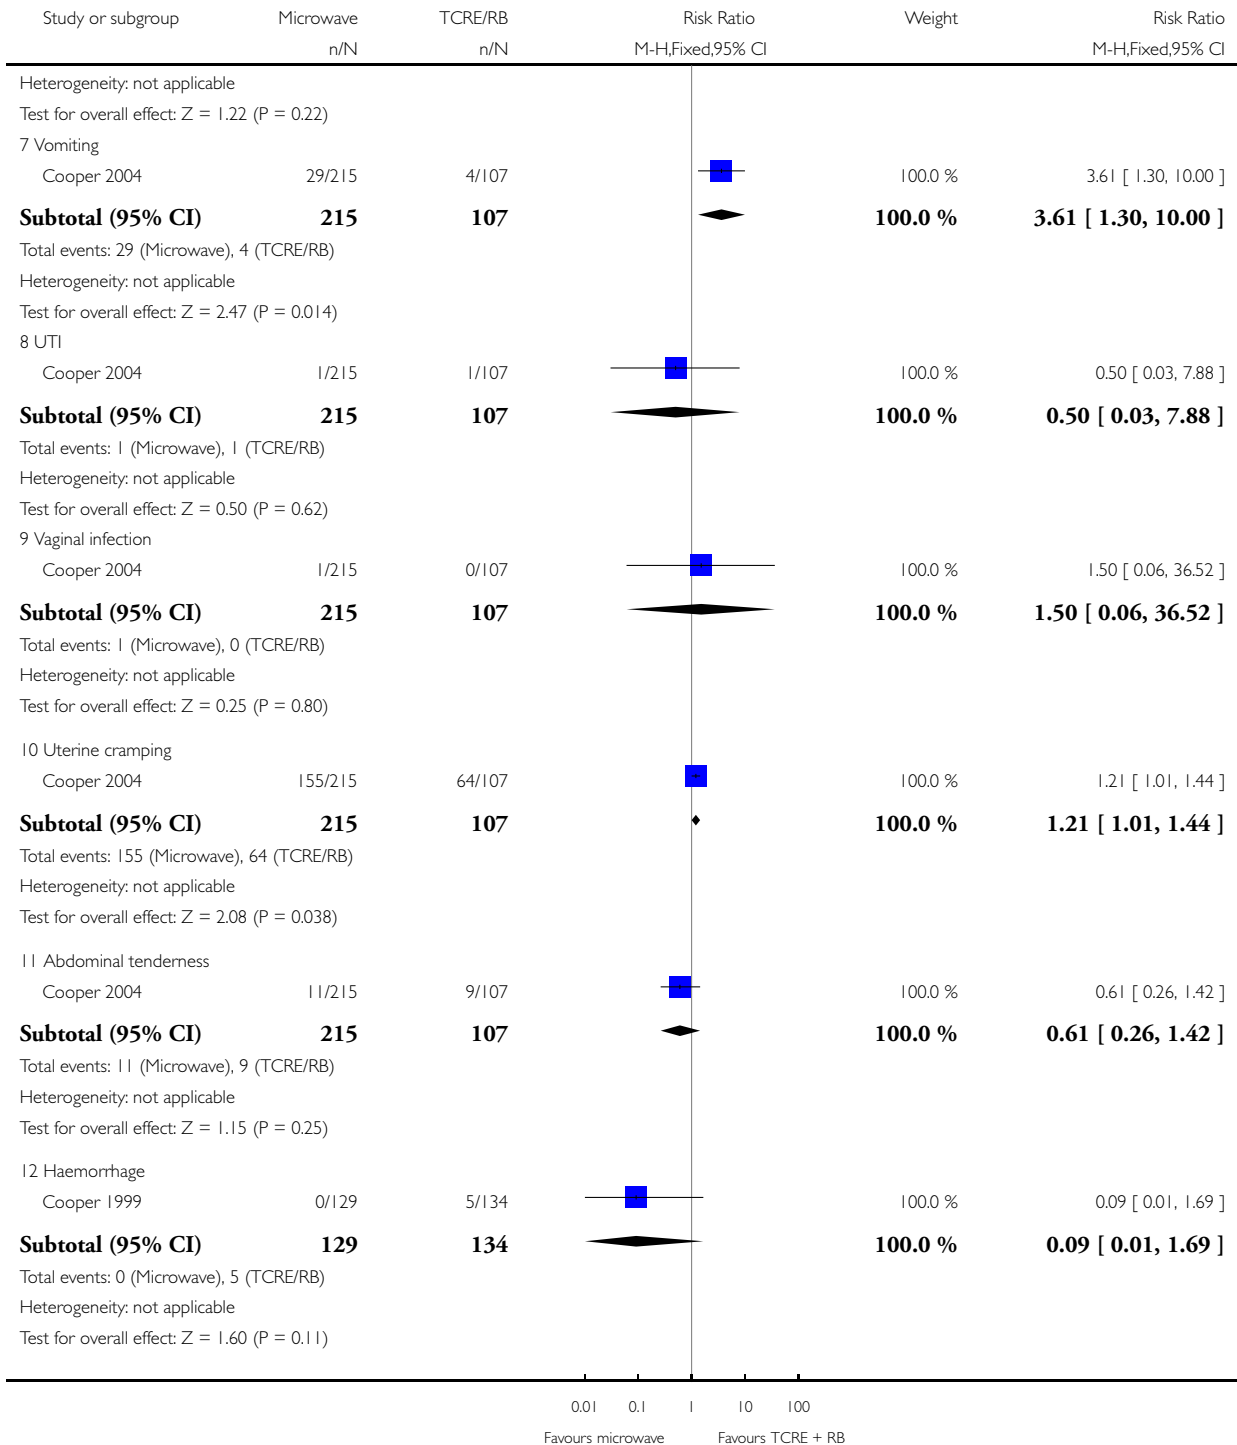 Study or subgroup Microwave TCRE/RB Risk Ratio Weight Risk Ratio
n/N n/N M-H,Fixed,95% CI M-H,Fixed,95% CI
Heterogeneity: not applicable
Test for overall effect: Z = 1.22 (P = 0.22)
7 Vomiting
Cooper 2004 29/215 4/107 100.0 % 3.61 [ 1.30, 10.00 ]
Subtotal (95% CI) 215 107 100.0 % 3.61 [ 1.30, 10.00 ]
Total events: 29 (Microwave), 4 (TCRE/RB)
Heterogeneity: not applicable
Test for overall effect: Z = 2.47 (P = 0.014)
8 UTI
Cooper 2004 1/215 1/107 100.0 % 0.50 [ 0.03, 7.88 ]
Subtotal (95% CI) 215 107 100.0 % 0.50 [ 0.03, 7.88 ]
Total events: 1 (Microwave), 1 (TCRE/RB)
Heterogeneity: not applicable
Test for overall effect: Z = 0.50 (P = 0.62)
9 Vaginal infection
Cooper 2004 1/215 0/107 100.0 % 1.50 [ 0.06, 36.52 ]
Subtotal (95% CI) 215 107 100.0 % 1.50 [ 0.06, 36.52 ]
Total events: 1 (Microwave), 0 (TCRE/RB)
Heterogeneity: not applicable
Test for overall effect: Z = 0.25 (P = 0.80)
10 Uterine cramping
Cooper 2004 155/215 64/107 100.0 % 1.21 [ 1.01, 1.44 ]
Subtotal (95% CI) 215 107 100.0 % 1.21 [ 1.01, 1.44 ]
Total events: 155 (Microwave), 64 (TCRE/RB)
Heterogeneity: not applicable
Test for overall effect: Z = 2.08 (P = 0.038)
11 Abdominal tenderness
Cooper 2004 11/215 9/107 100.0 % 0.61 [ 0.26, 1.42 ]
Subtotal (95% CI) 215 107 100.0 % 0.61 [ 0.26, 1.42 ]
Total events: 11 (Microwave), 9 (TCRE/RB)
Heterogeneity: not applicable
Test for overall effect: Z = 1.15 (P = 0.25)
12 Haemorrhage
Cooper 1999 0/129 5/134 100.0 % 0.09 [ 0.01, 1.69 ]
Subtotal (95% CI) 129 134 100.0 % 0.09 [ 0.01, 1.69 ]
Total events: 0 (Microwave), 5 (TCRE/RB)
Heterogeneity: not applicable
Test for overall effect: Z = 1.60 (P = 0.11)
0.01 0.1 1 10 100
Favours microwave Favours TCRE + RB